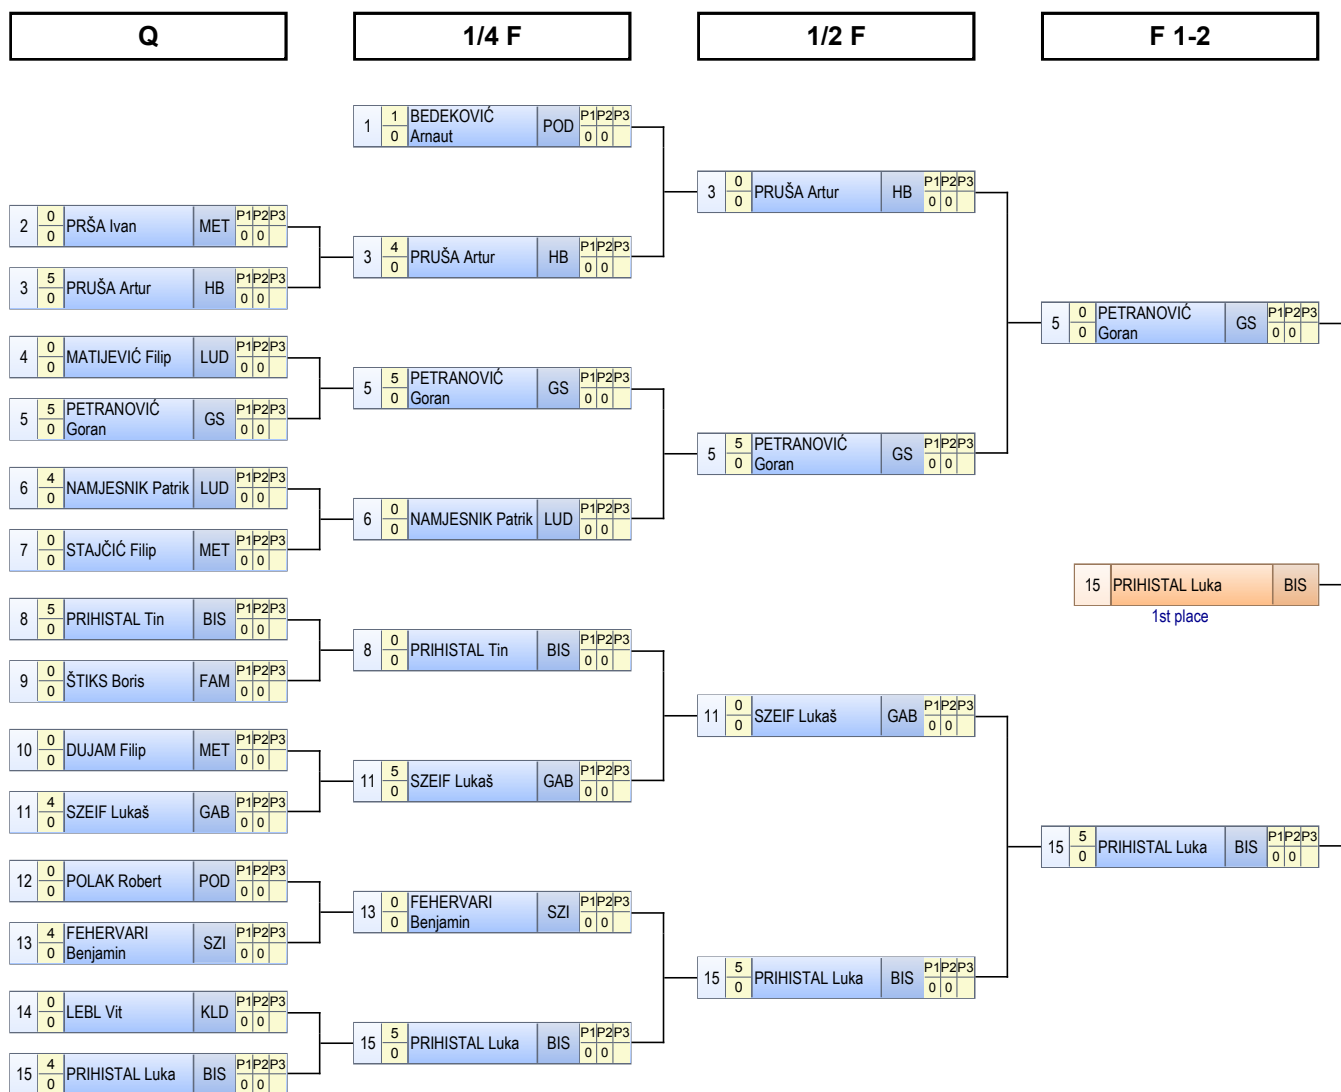 Q
1/4 F
1/2 F
F 1-2
1 1 BEDEKOVIĆ POD P1 P2 P3
0 Arnaut 0 0
3 0 PRUŠA Artur HB P1 P2 P3
0 0 0
2 0 PRŠA Ivan MET P1 P2 P3
0 0 0
3 4 PRUŠA Artur HB P1 P2 P3
0 0 0
3 5 PRUŠA Artur HB P1 P2 P3
0 0 0
5 0 PETRANOVIĆ GS P1 P2 P3
0 Goran 0 0
4 0 MATIJEVIĆ Filip LUD P1 P2 P3
0 0 0
5 5 PETRANOVIĆ GS P1 P2 P3
0 Goran 0 0
5 5 PETRANOVIĆ GS P1 P2 P3
0 Goran 0 0
5 5 PETRANOVIĆ GS P1 P2 P3
0 Goran 0 0
6 4 NAMJESNIK Patrik LUD P1 P2 P3
0 0 0
6 0 NAMJESNIK Patrik LUD P1 P2 P3
0 0 0
7 0 STAJČIĆ Filip MET P1 P2 P3
0 0 0
15 PRIHISTAL Luka BIS
1st place
8 5 PRIHISTAL Tin BIS P1 P2 P3
0 0 0
8 0 PRIHISTAL Tin BIS P1 P2 P3
0 0 0
9 0 ŠTIKS Boris FAM P1 P2 P3
0 0 0
11 0 SZEIF Lukaš GAB P1 P2 P3
0 0 0
10 0 DUJAM Filip MET P1 P2 P3
0 0 0
11 5 SZEIF Lukaš GAB P1 P2 P3
0 0 0
11 4 SZEIF Lukaš GAB P1 P2 P3
0 0 0
15 5 PRIHISTAL Luka BIS P1 P2 P3
0 0 0
12 0 POLAK Robert POD P1 P2 P3
0 0 0
13 0 FEHERVARI SZI P1 P2 P3
0 Benjamin 0 0
13 4 FEHERVARI SZI P1 P2 P3
0 Benjamin 0 0
15 5 PRIHISTAL Luka BIS P1 P2 P3
0 0 0
14 0 LEBL Vit KLD P1 P2 P3
0 0 0
15 5 PRIHISTAL Luka BIS P1 P2 P3
0 0 0
15 4 PRIHISTAL Luka BIS P1 P2 P3
0 0 0